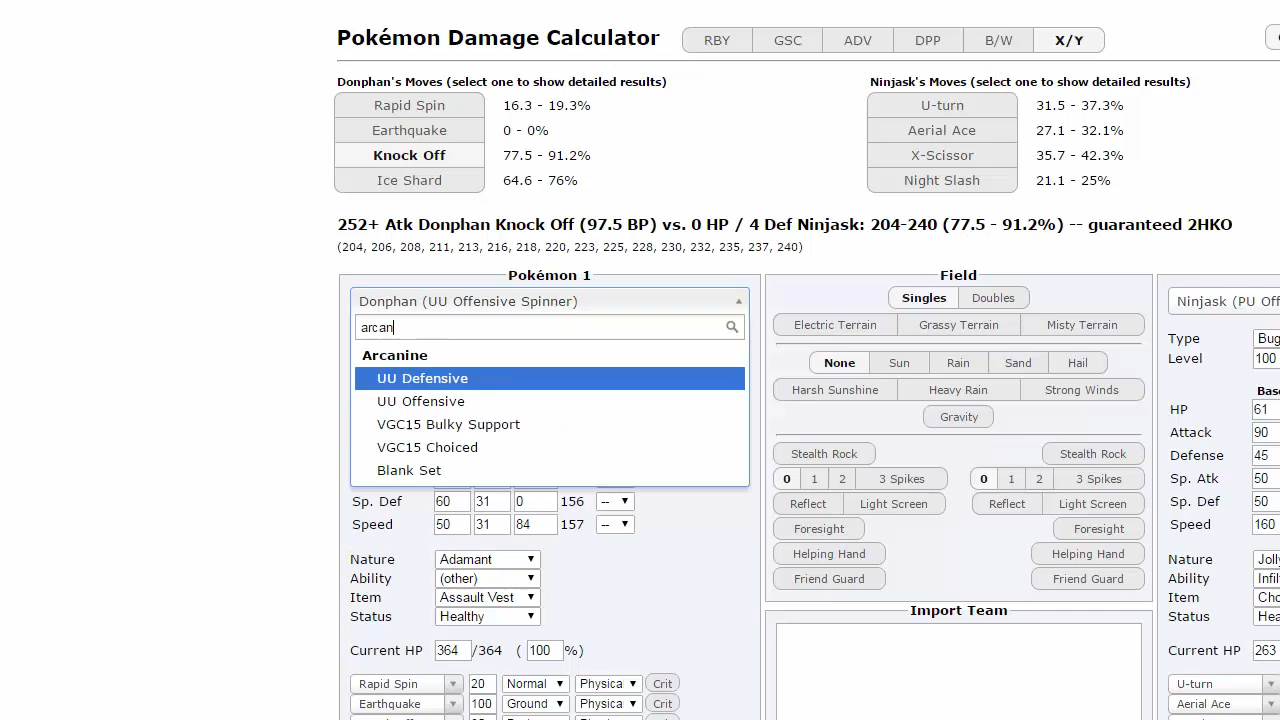 Pokémon Damage Calculator RBY GSC ADV DPP B/W X/Y
Donphan's Moves (select one to show detailed results) Ninjask's Moves (select one to show detailed results)
Rapid Spin 16.3 - 19.3% U-turn 31.5 - 37.3%
Earthquake 0 - 0% Aerial Ace 27.1 - 32.1%
Knock Off 77.5 - 91.2% X-Scissor 35.7 - 42.3%
Ice Shard 64.6 - 76% Night Slash 21.1 - 25%
252+ Atk Donphan Knock Off (97.5 BP) vs. 0 HP / 4 Def Ninjask: 204-240 (77.5 - 91.2%) -- guaranteed 2HKO
(204, 206, 208, 211, 213, 216, 218, 220, 223, 225, 228, 230, 232, 235, 237, 240)
Pokémon 1
Donphan (UU Offensive Spinner)
arcan
Arcanine
UU Defensive
UU Offensive
VGC15 Bulky Support
VGC15 Choiced
Blank Set
Sp. Def 60 31 0 156 --
Speed 50 31 84 157 --
Nature Adamant
Ability (other)
Item Assault Vest
Status Healthy
Current HP 364 /364 ( 100 %)
Rapid Spin 20 Normal Physica Crit
Earthquake 100 Ground Physica Crit
Field
Singles Doubles
Electric Terrain Grassy Terrain Misty Terrain
None Sun Rain Sand Hail
Harsh Sunshine Heavy Rain Strong Winds
Gravity
Stealth Rock Stealth Rock
0 1 2 3 Spikes 0 1 2 3 Spikes
Reflect Light Screen Reflect Light Screen
Foresight Foresight
Helping Hand Helping Hand
Friend Guard Friend Guard
Import Team
Ninjask (PU Off
Type Bug
Level 100
Base
HP 61
Attack 90
Defense 45
Sp. Atk 50
Sp. Def 50
Speed 160
Nature Jolly
Ability Infil
Item Cho
Status Hea
Current HP 263
U-turn 
Aerial Ace